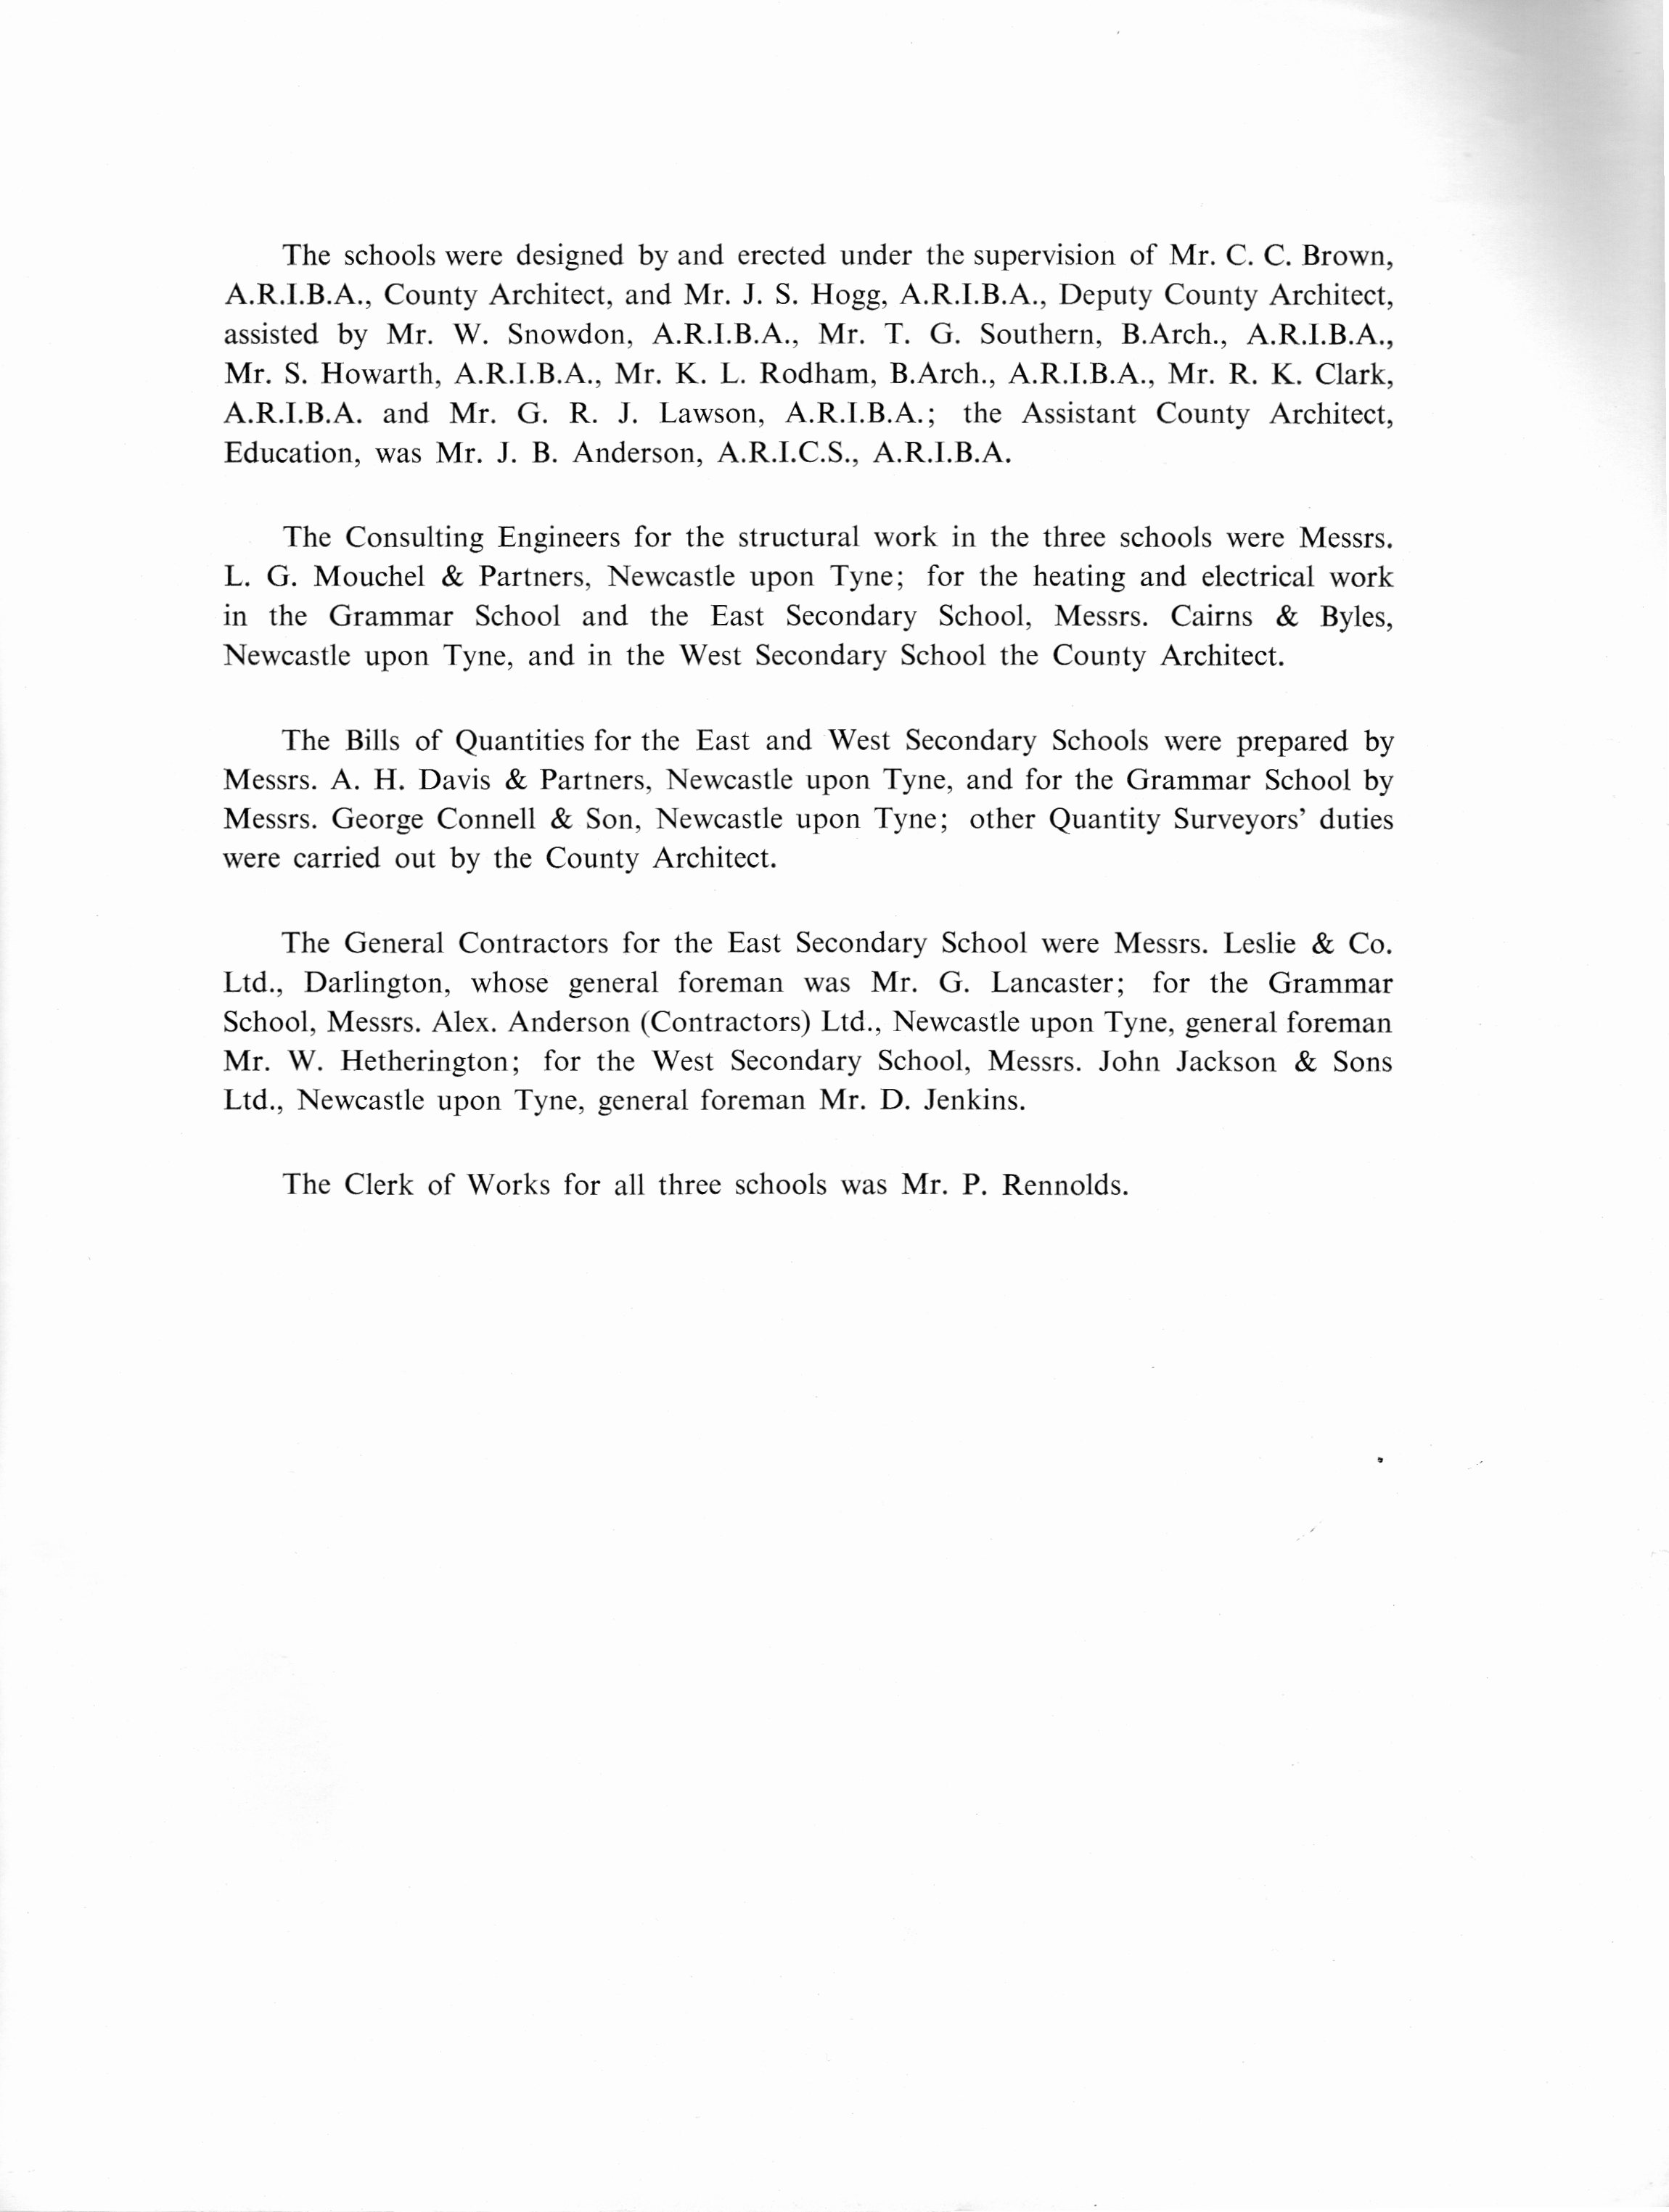 The schools were designed by and erected under the supervision of Mr. C. C. Brown,
A.R.I.B.A., County Architect, and Mr. J. S. Hogg, A.R.I.B.A., Deputy County Architect,
assisted by Mr. W. Snowdon, A.R.I.B.A., Mr. T. G. Southern, B.Arch., A.R.I.B.A.,
Mr. S. Howarth, A.R.I.B.A., Mr. K. L. Rodham, B.Arch., A.R.I.B.A., Mr. R. K. Clark,
A.R.I.B.A. and Mr. G. R. J. Lawson, A.R.I.B.A.; the Assistant County Architect,
Education, was Mr. J. B. Anderson, A.R.I.C.S., A.R.I.B.A.
The Consulting Engineers for the structural work in the three schools were Messrs.
L. G. Mouchel & Partners, Newcastle upon Tyne; for the heating and electrical work
in the Grammar School and the East Secondary School, Messrs. Cairns & Byles,
Newcastle upon Tyne, and in the West Secondary School the County Architect.
The Bills of Quantities for the East and West Secondary Schools were prepared by
Messrs. A. H. Davis & Partners, Newcastle upon Tyne, and for the Grammar School by
Messrs. George Connell & Son, Newcastle upon Tyne; other Quantity Surveyors' duties
were carried out by the County Architect.
The General Contractors for the East Secondary School were Messrs. Leslie & Co.
Ltd., Darlington, whose general foreman was Mr. G. Lancaster; for the Grammar
School, Messrs. Alex. Anderson (Contractors) Ltd., Newcastle upon Tyne, general foreman
Mr. W. Hetherington; for the West Secondary School, Messrs. John Jackson & Sons
Ltd., Newcastle upon Tyne, general foreman Mr. D. Jenkins.
The Clerk of Works for all three schools was Mr. P. Rennolds.